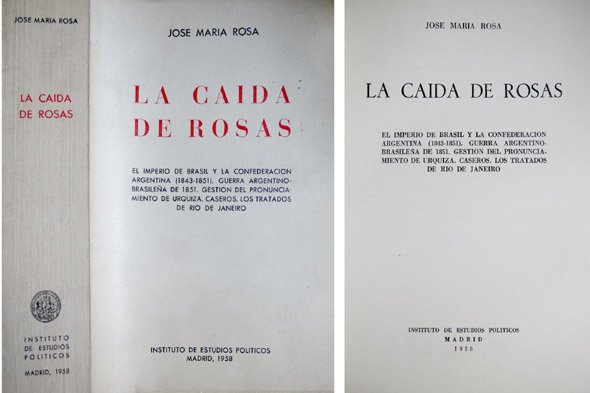 JOSE MARIA ROSA
LA CAIDA
DE ROSAS
INSTITUTO
DE ESTUDIOS
POLITICOS
MADRID, 1958
JOSE MARIA ROSA
LA CAIDA
DE ROSAS
EL IMPERIO DE BRASIL Y LA CONFEDERACION
ARGENTINA (1843-1851). GUERRA ARGENTINO-
BRASILEÑA DE 1851. GESTION DEL PRONUNCIA-
MIENTO DE URQUIZA. CASEROS. LOS TRATADOS
DE RIO DE JANEIRO
INSTITUTO DE ESTUDIOS POLITICOS
MADRID, 1958
JOSE MARIA ROSA
LA CAIDA DE ROSAS
EL IMPERIO DE BRASIL Y LA CONFEDERACION
ARGENTINA (1843-1851). GUERRA ARGENTINO-
BRASILEÑA DE 1851. GESTION DEL PRONUNCIA-
MIENTO DE URQUIZA. CASEROS. LOS TRATADOS
DE RIO DE JANEIRO
INSTITUTO DE ESTUDIOS POLITICOS
MADRID
1958